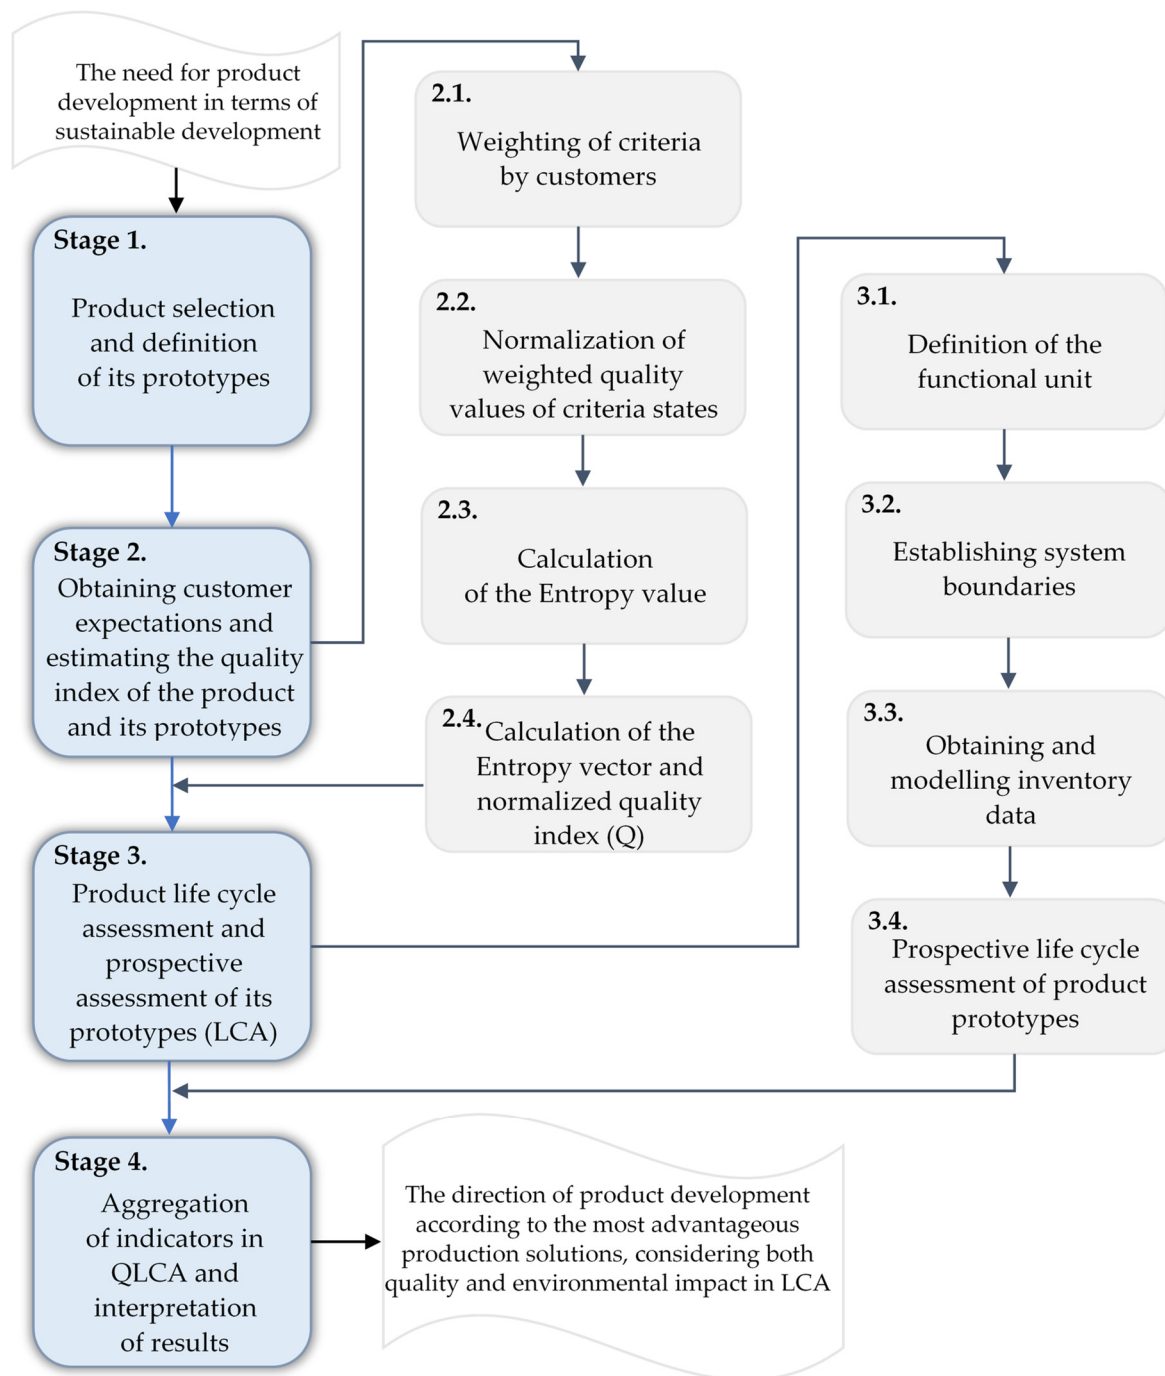 The need for product
development in terms of
sustainable development
Stage 1.
Product selection
and definition
of its prototypes
Stage 2.
Obtaining customer
expectations and
estimating the quality
index of the product
and its prototypes
2.1.
Weighting of criteria
by customers
2.2.
Normalization of
weighted quality
values of criteria states
2.3.
Calculation
of the Entropy value
2.4.
Calculation of the
Entropy vector and
normalized quality
index (Q)
Stage 3.
Product life cycle
assessment and
prospective
assessment of its
prototypes (LCA)
3.1.
Definition of the
functional unit
3.2.
Establishing system
boundaries
3.3.
Obtaining and
modelling inventory
data
3.4.
Prospective life cycle
assessment of product
prototypes
Stage 4.
Aggregation
of indicators in
QLCA and
interpretation
of results
The direction of product development
according to the most advantageous
production solutions, considering both
quality and environmental impact in LCA